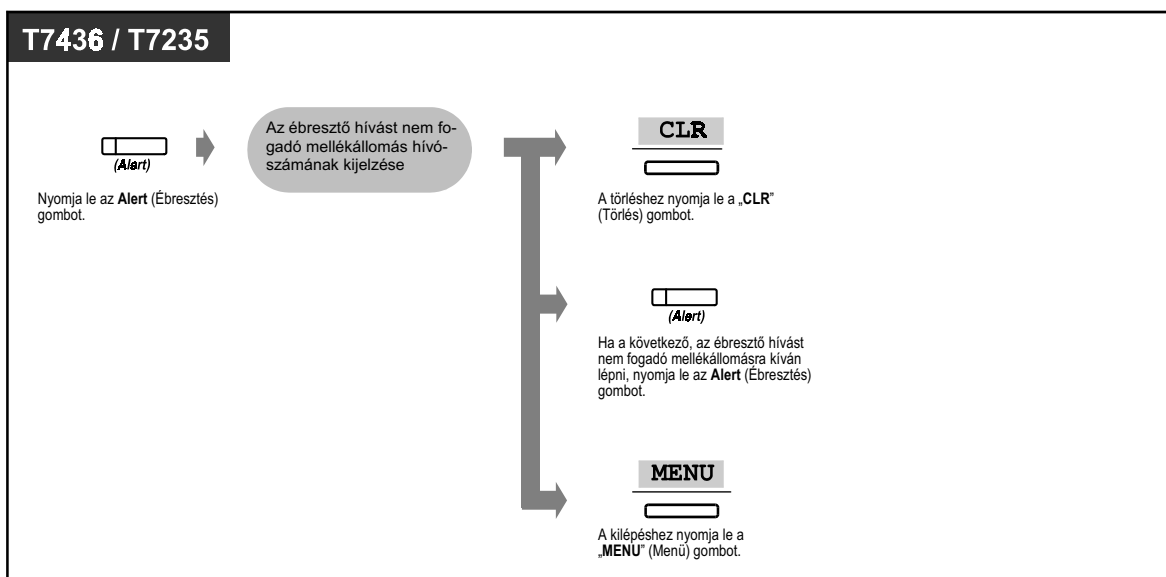 T7436 / T7235
(Alert)
Nyomja le az Alert (Ébresztés)
gombot.
Az ébresztő hívást nem fo-
gadó mellékállomás hívó-
számának kijelzése
CLR
A törléshez nyomja le a „CLR”
(Törlés) gombot.
(Alert)
Ha a következő, az ébresztő hívást
nem fogadó mellékállomásra kíván
lépni, nyomja le az Alert (Ébresztés)
gombot.
MENU
A kilépéshez nyomja le a
„MENU” (Menü) gombot.